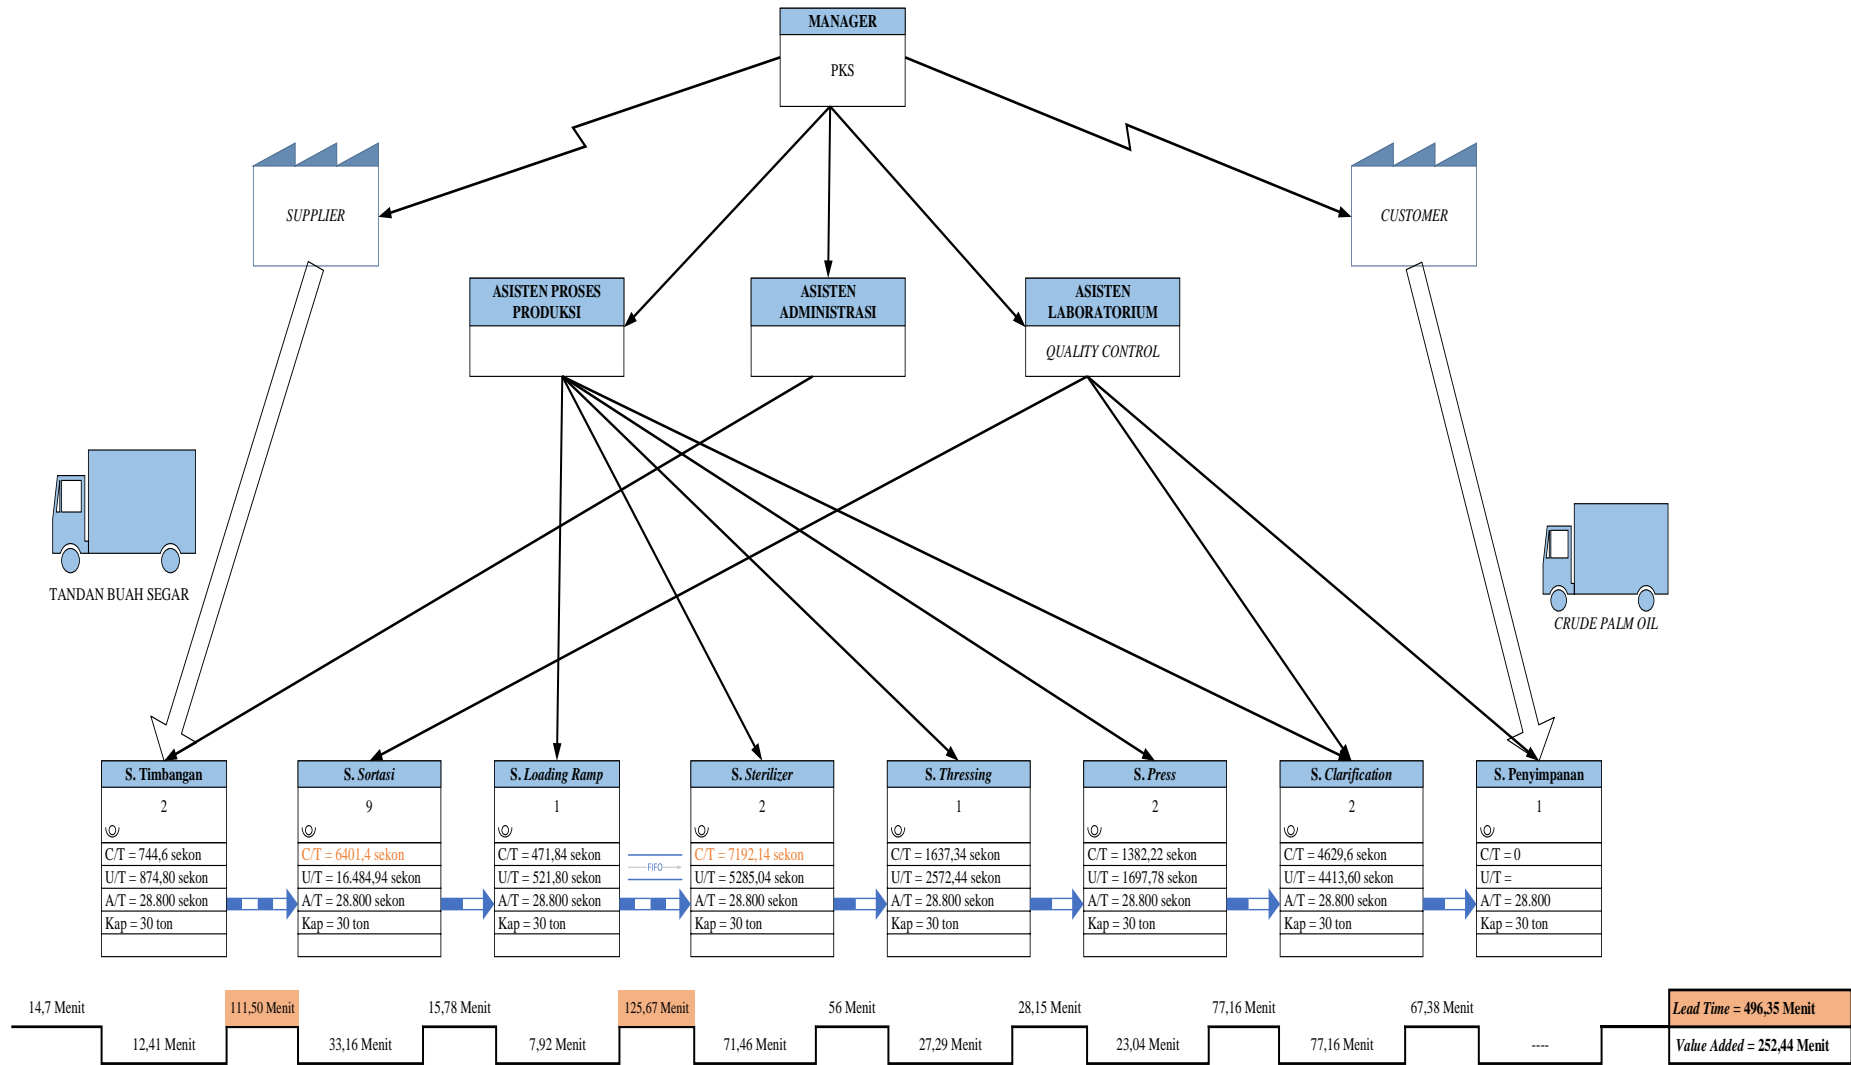 MANAGER
PKS
SUPPLIER
CUSTOMER
ASISTEN PROSES
PRODUKSI
ASISTEN
ADMINISTRASI
ASISTEN
LABORATORIUM
QUALITY CONTROL
TANDAN BUAH SEGAR
CRUDE PALM OIL
S. Timbangan
2
C/T = 744,6 sekon
U/T = 874,80 sekon
A/T = 28.800 sekon
Kap = 30 ton
S. Sortasi
9
C/T = 6401,4 sekon
U/T = 16.484,94 sekon
A/T = 28.800 sekon
Kap = 30 ton
S. Loading Ramp
1
C/T = 471,84 sekon
U/T = 521,80 sekon
A/T = 28.800 sekon
Kap = 30 ton
FIFO
S. Sterilizer
2
C/T = 7192,14 sekon
U/T = 5285,04 sekon
A/T = 28.800 sekon
Kap = 30 ton
S. Thressing
1
C/T = 1637,34 sekon
U/T = 2572,44 sekon
A/T = 28.800 sekon
Kap = 30 ton
S. Press
2
C/T = 1382,22 sekon
U/T = 1697,78 sekon
A/T = 28.800 sekon
Kap = 30 ton
S. Clarification
2
C/T = 4629,6 sekon
U/T = 4413,60 sekon
A/T = 28.800 sekon
Kap = 30 ton
S. Penyimpanan
1
C/T = 0
U/T =
A/T = 28.800
Kap = 30 ton
14,7 Menit
111,50 Menit
15,78 Menit
125,67 Menit
56 Menit
28,15 Menit
77,16 Menit
67,38 Menit
Lead Time = 496,35 Menit
12,41 Menit
33,16 Menit
7,92 Menit
71,46 Menit
27,29 Menit
23,04 Menit
77,16 Menit
----
Value Added = 252,44 Menit